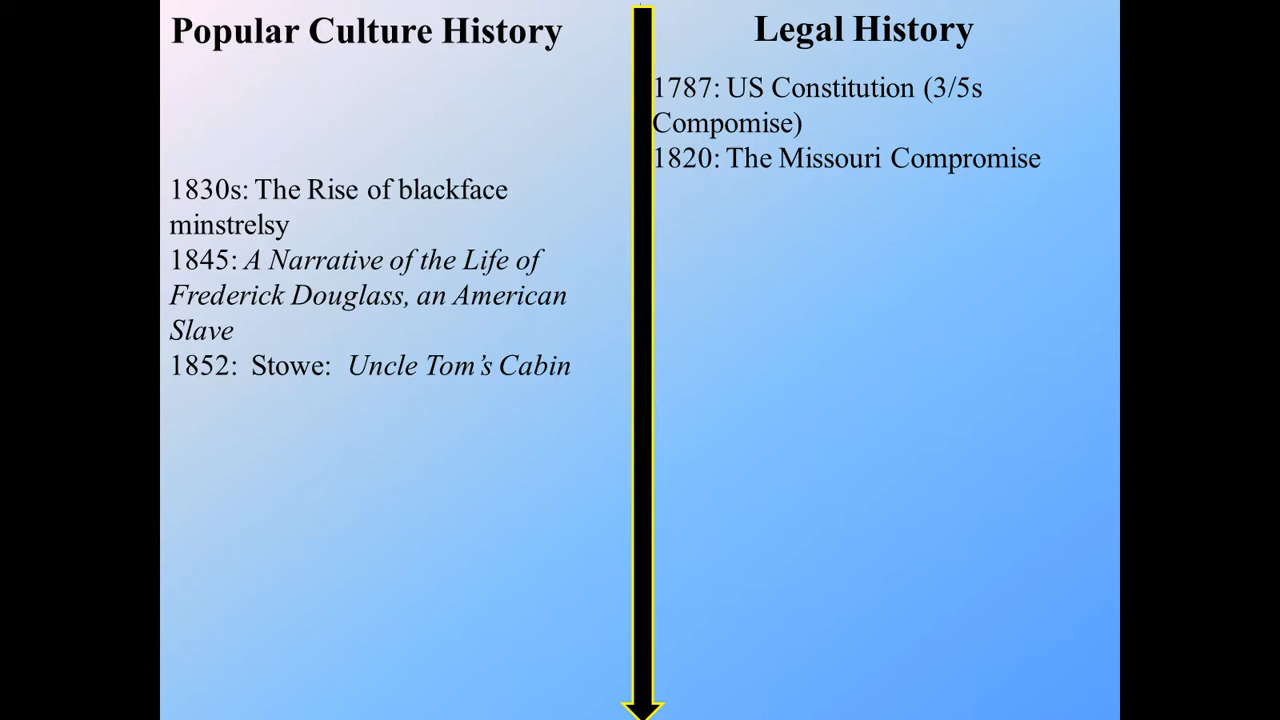 Popular Culture History
1830s: The Rise of blackface
minstrelsy
1845: A Narrative of the Life of
Frederick Douglass, an American
Slave
1852:  Stowe:  Uncle Tom’s Cabin
Legal History
1787: US Constitution (3/5s
Compomise)
1820: The Missouri Compromise